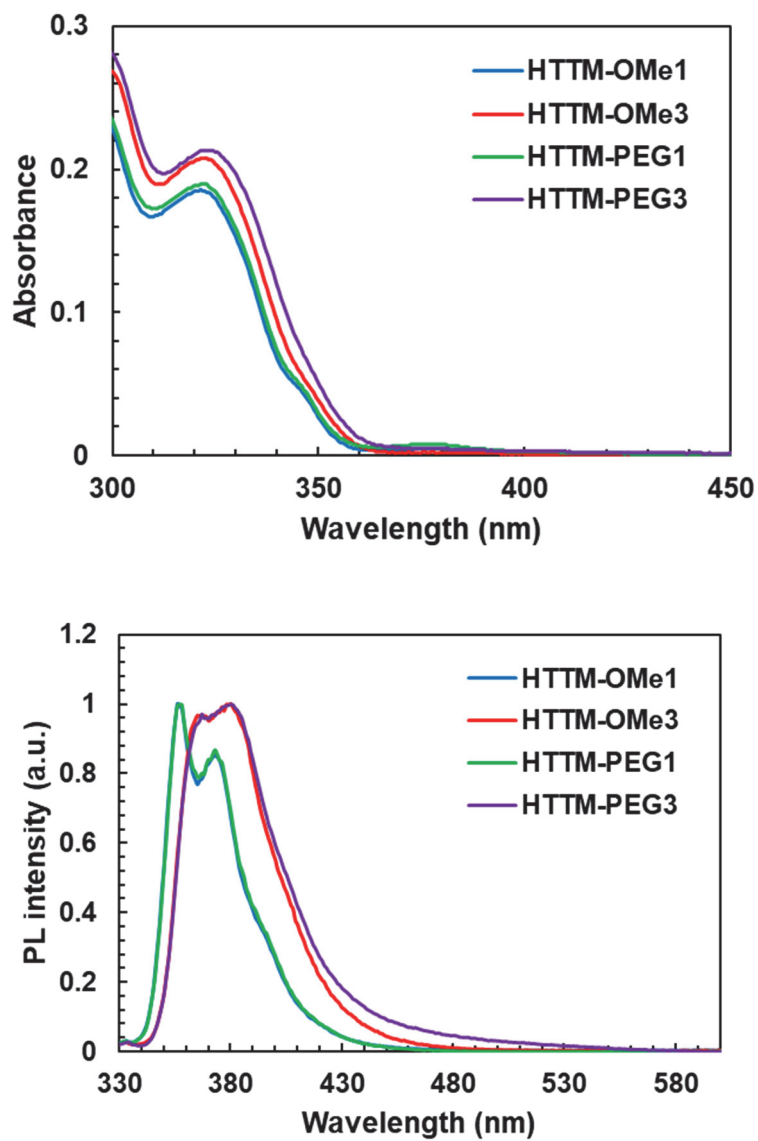 0.3
HTTM-OMe1
HTTM-OMe3
HTTM-PEG1
HTTM-PEG3
0.2
Absorbance
0.1
0
300 350 400 450
Wavelength (nm)
1.2
HTTM-OMe1
HTTM-OMe3
HTTM-PEG1
HTTM-PEG3
1
0.8
PL intensity (a.u.)
0.6
0.4
0.2
0
330 380 430 480 530 580
Wavelength (nm)